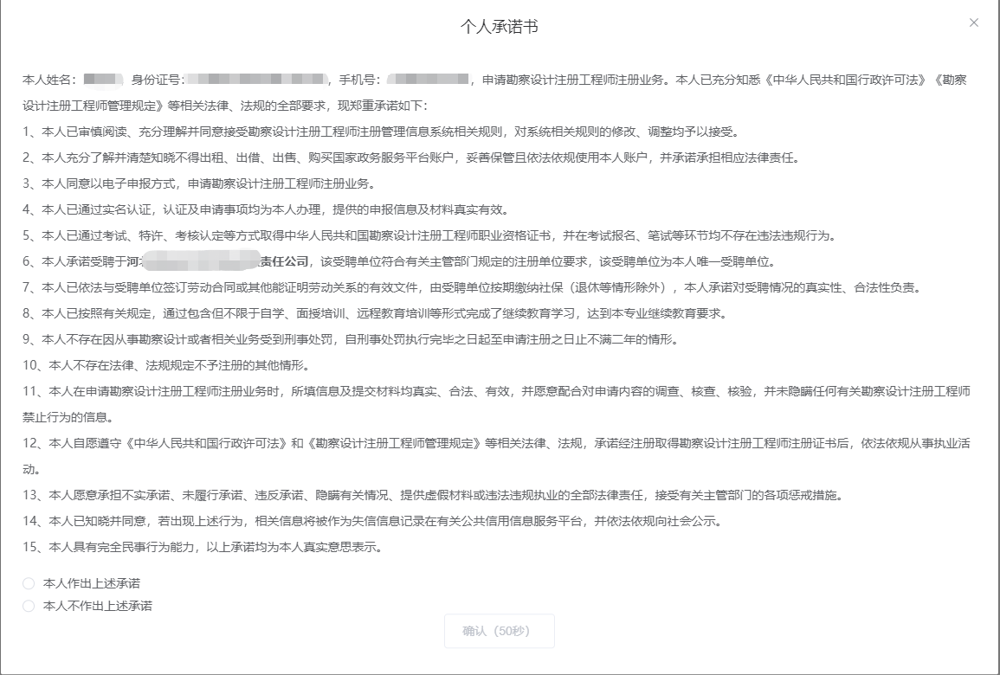 个人承诺书
本人姓名： 身份证号： ，手机号： ，申请勘察设计注册工程师注册业务。本人已充分知悉《中华人民共和国行政许可法》《勘察
设计注册工程师管理规定》等相关法律、法规的全部要求，现郑重承诺如下：
1、本人已审慎阅读、充分理解并同意接受勘察设计注册工程师注册管理信息系统相关规则，对系统相关规则的修改、调整均予以接受。
2、本人充分了解并清楚知晓不得出租、出借、出售、购买国家政务服务平台账户，妥善保管且依法依规使用本人账户，并承诺承担相应法律责任。
3、本人同意以电子申报方式，申请勘察设计注册工程师注册业务。
4、本人已通过实名认证，认证及申请事项均为本人办理，提供的申报信息及材料真实有效。
5、本人已通过考试、特许、考核认定等方式取得中华人民共和国勘察设计注册工程师职业资格证书，并在考试报名、笔试等环节均不存在违法违规行为。
6、本人承诺受聘于河 责任公司，该受聘单位符合有关主管部门规定的注册单位要求，该受聘单位为本人唯一受聘单位。
7、本人已依法与受聘单位签订劳动合同或其他能证明劳动关系的有效文件，由受聘单位按期缴纳社保（退休等情形除外），本人承诺对受聘情况的真实性、合法性负责。
8、本人已按照有关规定，通过包含但不限于自学、面授培训、远程教育培训等形式完成了继续教育学习，达到本专业继续教育要求。
9、本人不存在因从事勘察设计或者相关业务受到刑事处罚，自刑事处罚执行完毕之日起至申请注册之日止不满二年的情形。
10、本人不存在法律、法规规定不予注册的其他情形。
11、本人在申请勘察设计注册工程师注册业务时，所填信息及提交材料均真实、合法、有效，并愿意配合对申请内容的调查、核查、核验，并未隐瞒任何有关勘察设计注册工程师
禁止行为的信息。
12、本人自愿遵守《中华人民共和国行政许可法》和《勘察设计注册工程师管理规定》等相关法律、法规，承诺经注册取得勘察设计注册工程师注册证书后，依法依规从事执业活
动。
13、本人愿意承担不实承诺、未履行承诺、违反承诺、隐瞒有关情况、提供虚假材料或违法违规执业的全部法律责任，接受有关主管部门的各项惩戒措施。
14、本人已知晓并同意，若出现上述行为，相关信息将被作为失信信息记录在有关公共信用信息服务平台，并依法依规向社会公示。
15、本人具有完全民事行为能力，以上承诺均为本人真实意思表示。
本人作出上述承诺
本人不作出上述承诺
确认（50秒）